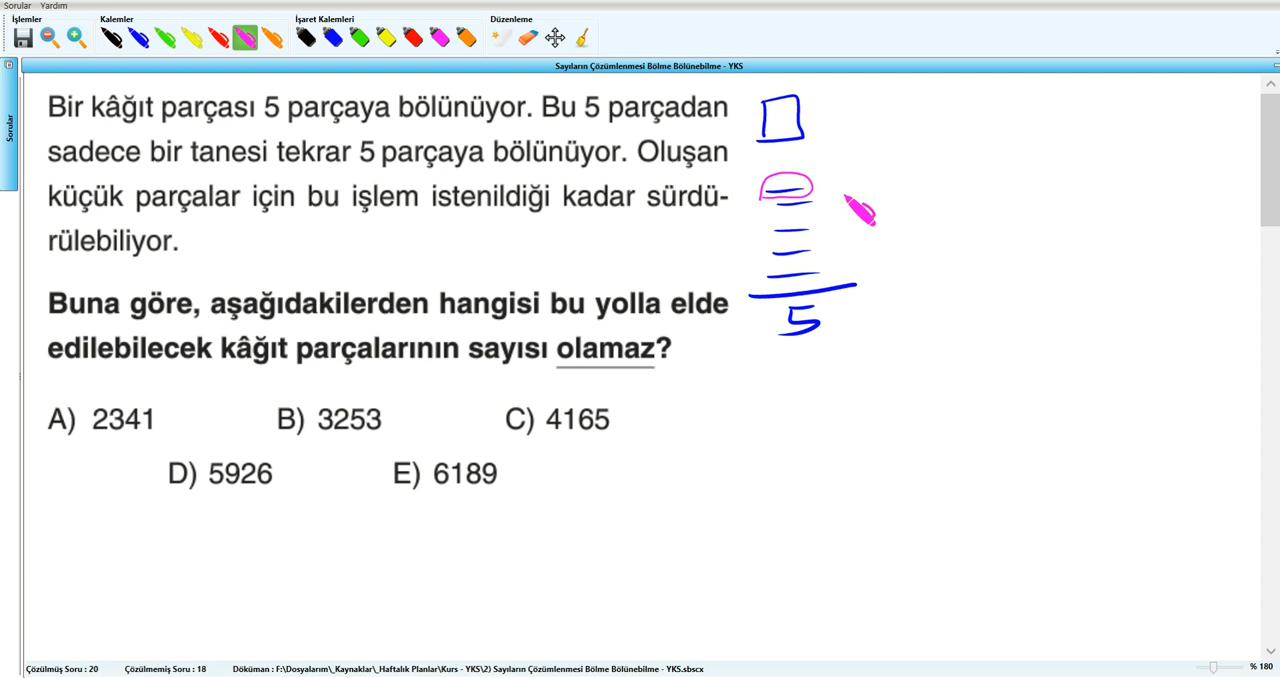 Sorular Yardım
İşlemler Kalemler İşaret Kalemleri Düzenleme
Sayıların Çözümlenmesi Bölme Bölünebilme - YKS
Sorular
Bir kâğıt parçası 5 parçaya bölünüyor. Bu 5 parçadan
sadece bir tanesi tekrar 5 parçaya bölünüyor. Oluşan
küçük parçalar için bu işlem istenildiği kadar sürdü-
rülebiliyor.
Buna göre, aşağıdakilerden hangisi bu yolla elde
edilebilecek kâğıt parçalarının sayısı olamaz?
5
A) 2341 B) 3253 C) 4165
D) 5926 E) 6189
Çözülmüş Soru : 20 Çözülmemiş Soru : 18 Döküman : F:\Dosyalarım\_Kaynaklar\_Haftalık Planlar\Kurs - YKS\2) Sayıların Çözümlenmesi Bölme Bölünebilme - YKS.sbscx % 180